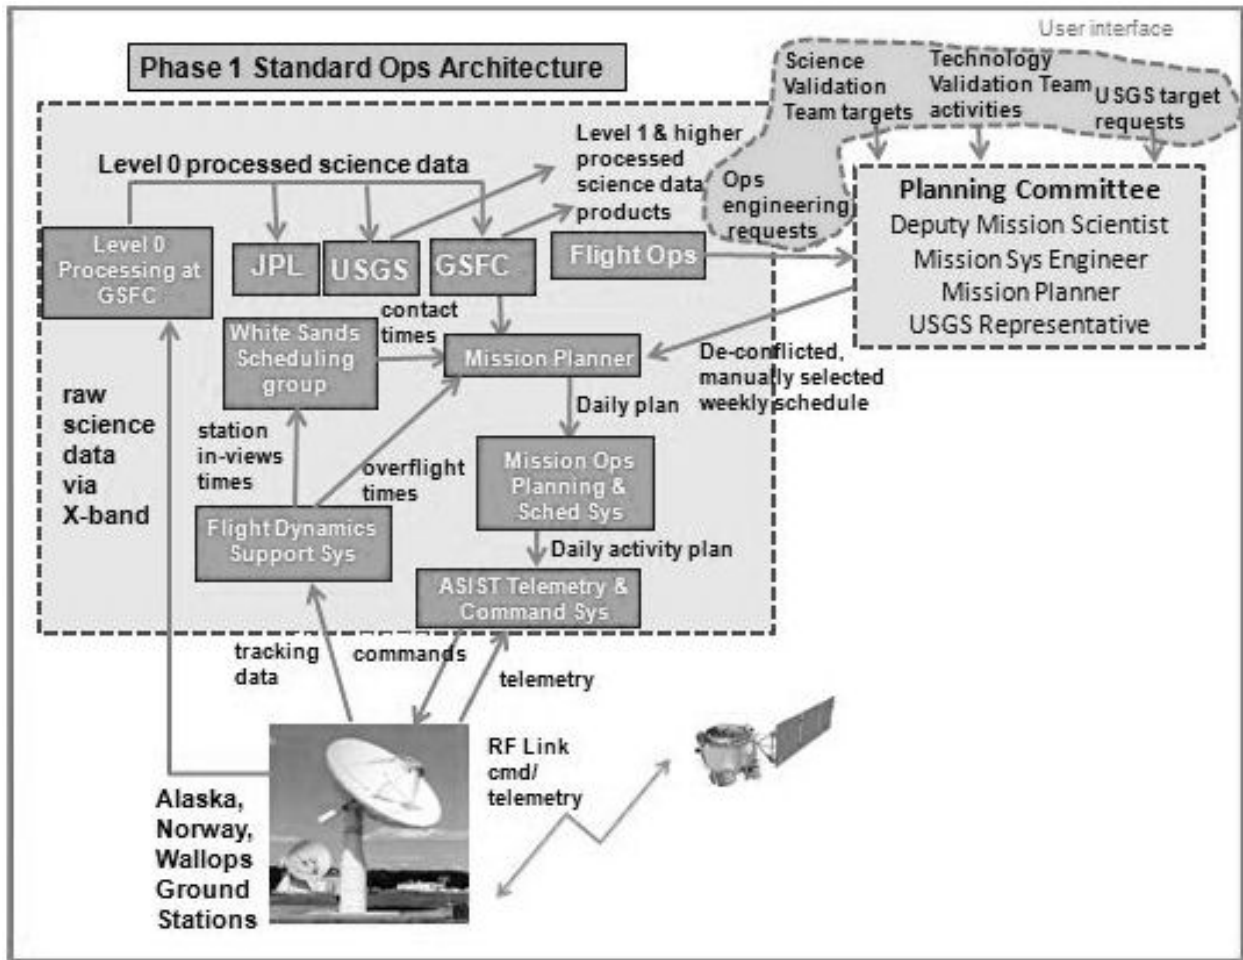 User interface
Phase 1 Standard Ops Architecture
Science
Validation
Team targets
Technology
Validation Team
activities
USGS target
requests
Level 0 processed science data
Level 1 & higher
processed
science data
products
Ops
engineering
requests
Planning Committee
Deputy Mission Scientist
Mission Sys Engineer
Mission Planner
USGS Representative
Level 0
Processing at
GSFC
JPL
USGS
GSFC
Flight Ops
contact
times
White Sands
Scheduling
group
Mission Planner
De-conflicted,
manually selected
weekly schedule
raw
science
data
via
X-band
Daily plan
station
in-views
times
overflight
times
Mission Ops
Planning &
Sched Sys
Flight Dynamics
Support Sys
Daily activity plan
ASIST Telemetry &
Command Sys
tracking
data
commands
telemetry
RF Link
cmd/
telemetry
Alaska,
Norway,
Wallops
Ground
Stations